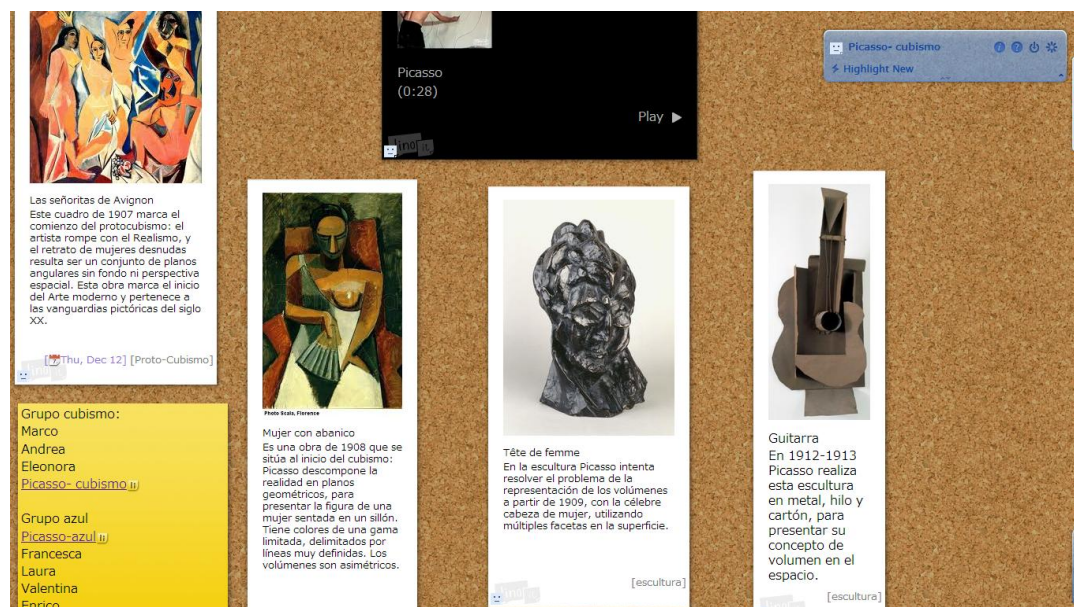 Picasso
(0:28)
Play
lino it
Picasso- cubismo
Highlight New
Las señoritas de Avignon
Este cuadro de 1907 marca el
comienzo del protocubismo: el
artista rompe con el Realismo, y
el retrato de mujeres desnudas
resulta ser un conjunto de planos
angulares sin fondo ni perspectiva
espacial. Esta obra marca el inicio
del Arte moderno y pertenece a
las vanguardias pictóricas del siglo
XX.
[Thu, Dec 12] [Proto-Cubismo]
lino it
Grupo cubismo:
Marco
Andrea
Eleonora
Picasso- cubismo
Grupo azul
Picasso-azul
Francesca
Laura
Valentina
Enrico
Photo Scala, Florence
Mujer con abanico
Es una obra de 1908 que se
sitúa al inicio del cubismo:
Picasso descompone la
realidad en planos
geométricos, para
presentar la figura de una
mujer sentada en un sillón.
Tiene colores de una gama
limitada, delimitados por
líneas muy definidas. Los
volúmenes son asimétricos.
Tête de femme
En la escultura Picasso intenta
resolver el problema de la
representación de los volúmenes
a partir de 1909, con la célebre
cabeza de mujer, utilizando
múltiples facetas en la superficie.
[escultura]
lino it
Guitarra
En 1912-1913
Picasso realiza
esta escultura
en metal, hilo y
cartón, para
presentar su
concepto de
volumen en el
espacio.
[escultura]